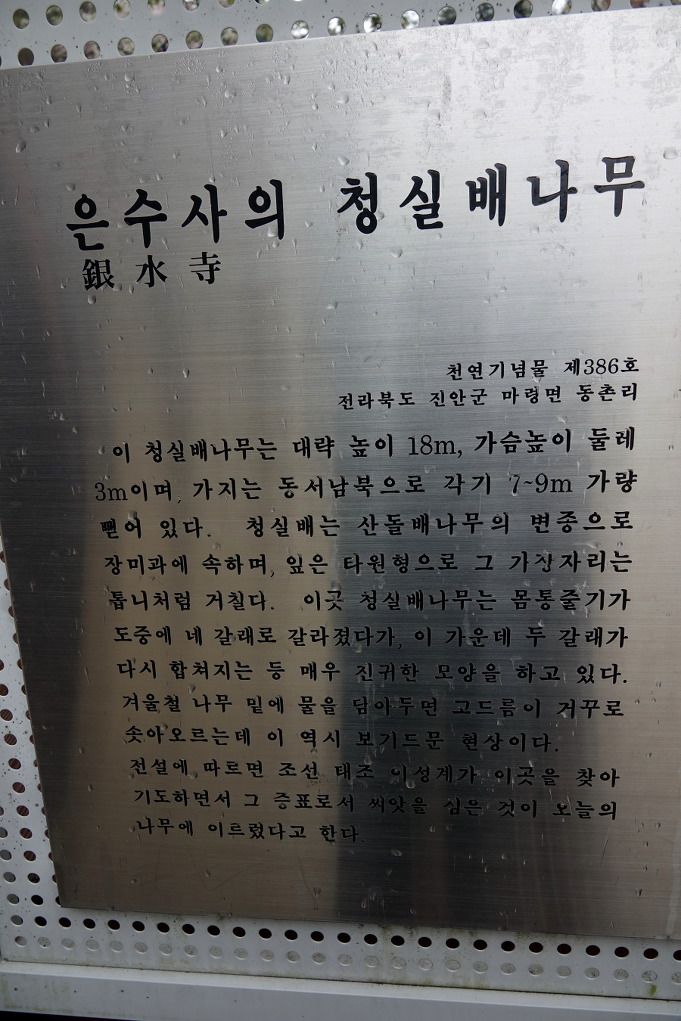 은수사의 청실배나무
銀水寺
천연기념물 제386호
전라북도 진안군 마령면 동촌리
이 청실배나무는 대략 높이 18m, 가슴높이 둘레
3m이며, 가지는 동서남북으로 각기 7~9m 가량
뻗어 있다. 청실배는 산돌배나무의 변종으로
장미과에 속하며, 잎은 타원형으로 그 가장자리는
톱니처럼 거칠다. 이곳 청실배나무는 몸통줄기가
도중에 네 갈래로 갈라졌다가, 이 가운데 두 갈래가
다시 합쳐지는 등 매우 진귀한 모양을 하고 있다.
겨울철 나무 밑에 물을 담아두면 고드름이 거꾸로
솟아오르는데 이 역시 보기드문 현상이다.
전설에 따르면 조선 태조 이성계가 이곳을 찾아
기도하면서 그 증표로서 씨앗을 심은 것이 오늘의
나무에 이르렀다고 한다.